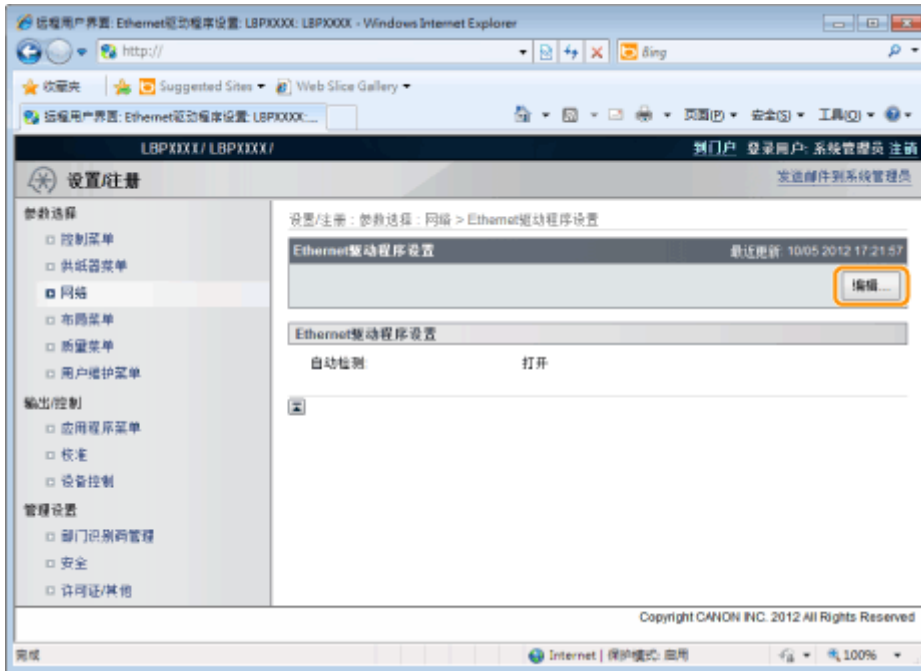 远程用户界面: Ethernet驱动程序设置: LBPXXXX: LBPXXXX - Windows Internet Explorer
http://
Bing
收藏夹 Suggested Sites Web Slice Gallery
远程用户界面: Ethernet驱动程序设置: LBPXXXX:... 页面(P) 安全(S) 工具(O)
LBPXXXX / LBPXXXX / 到门户 登录用户: 系统管理员 注销
设置/注册 发送邮件到系统管理员
参数选择
控制菜单
供纸器菜单
网络
布局菜单
质量菜单
用户维护菜单
输出/控制
应用程序菜单
校准
设备控制
管理设置
部门识别码管理
安全
许可证/其他
设置/注册 : 参数选择 : 网络 > Ethernet驱动程序设置
Ethernet驱动程序设置 最近更新: 10/05 2012 17:21:57
编辑...
Ethernet驱动程序设置
自动检测: 打开
Copyright CANON INC. 2012 All Rights Reserved
完成 Internet | 保护模式: 启用 100%